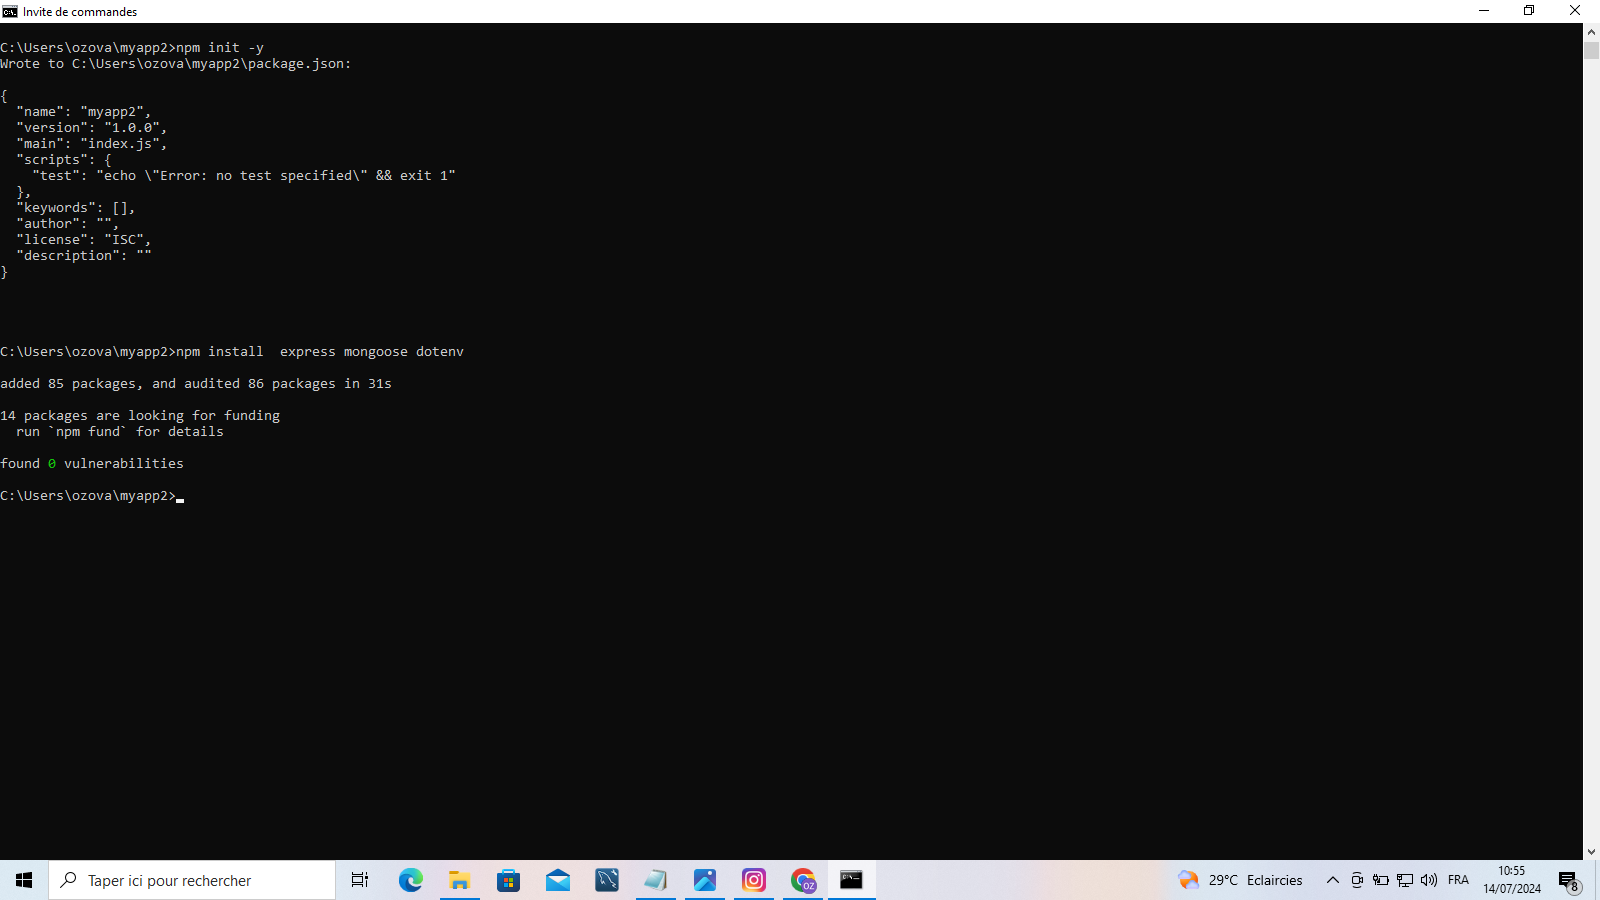 Invite de commandes
C:\Users\ozova\myapp2>npm init -y
Wrote to C:\Users\ozova\myapp2\package.json:
{
  "name": "myapp2",
  "version": "1.0.0",
  "main": "index.js",
  "scripts": {
    "test": "echo \"Error: no test specified\" && exit 1"
  },
  "keywords": [],
  "author": "",
  "license": "ISC",
  "description": ""
}
C:\Users\ozova\myapp2>npm install  express mongoose dotenv
added 85 packages, and audited 86 packages in 31s
14 packages are looking for funding
  run `npm fund` for details
found 0 vulnerabilities
C:\Users\ozova\myapp2>
Taper ici pour rechercher
OZ
29°C Eclaircies
FRA
10:55
14/07/2024
8